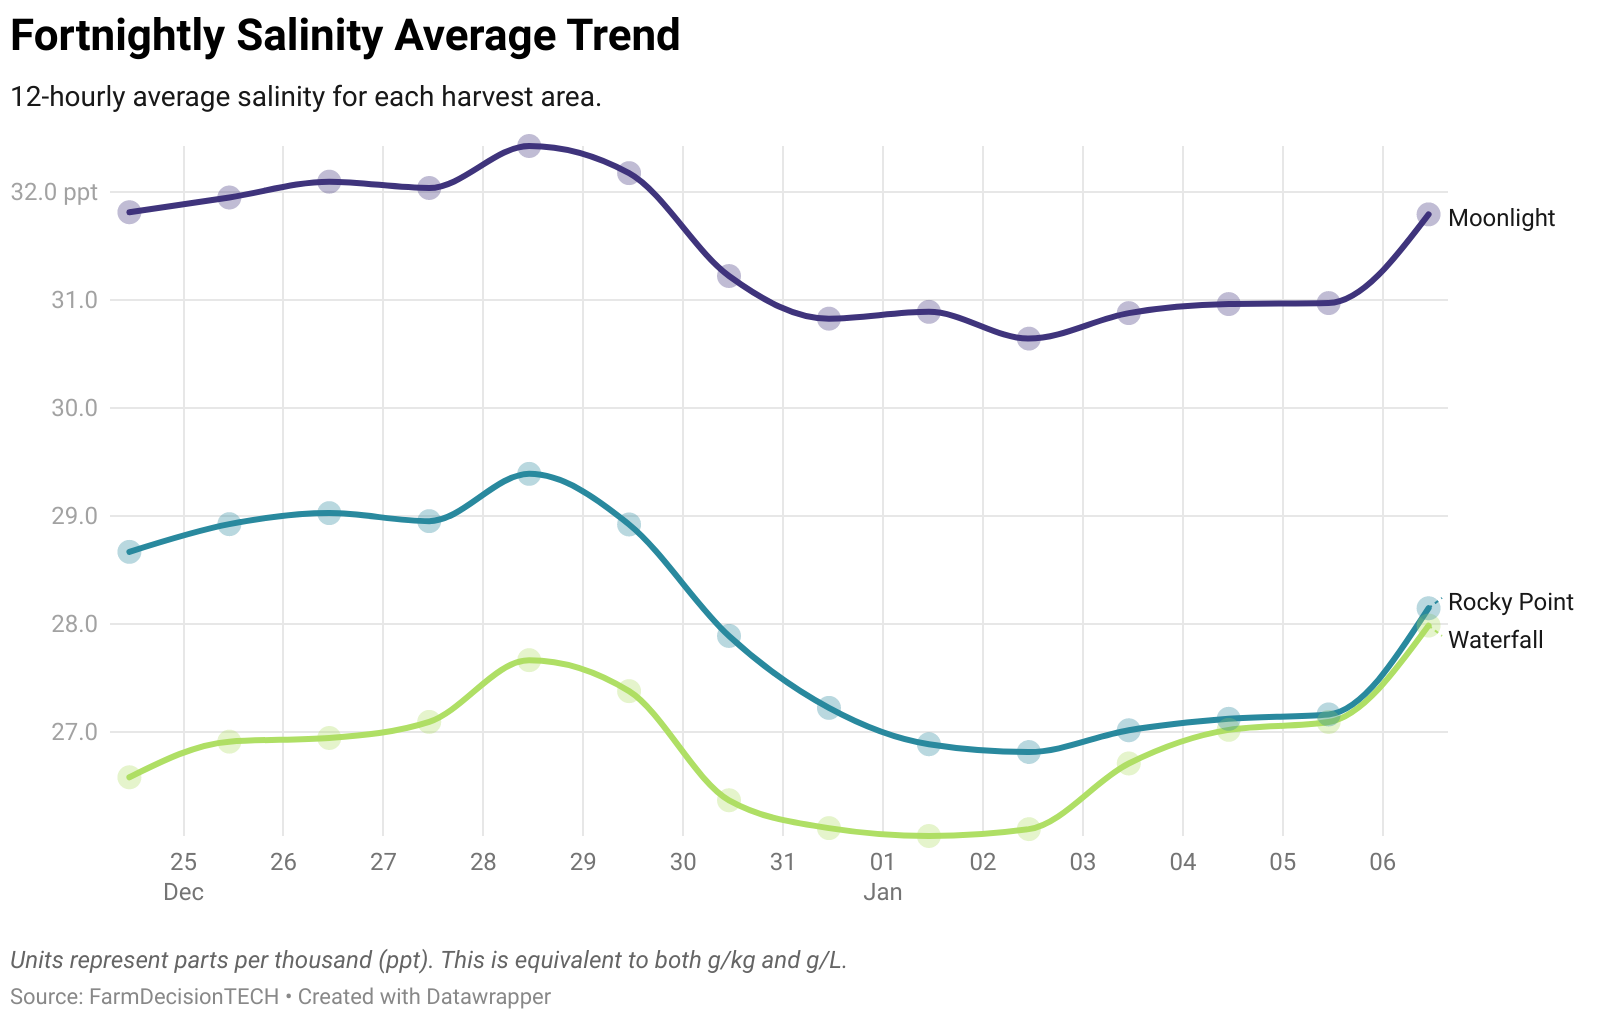 Fortnightly Salinity Average Trend
12-hourly average salinity for each harvest area.
32.0 ppt
31.0
30.0
29.0
28.0
27.0
Moonlight
Rocky Point
Waterfall
25 26 27 28 29 30 31 01 02 03 04 05 06
Dec Jan
Units represent parts per thousand (ppt). This is equivalent to both g/kg and g/L.
Source: FarmDecisionTECH • Created with Datawrapper